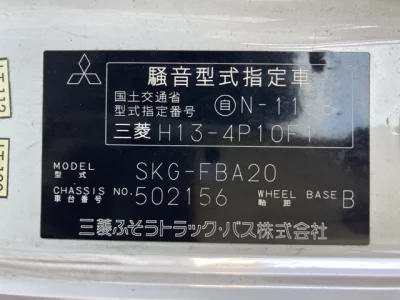 騒音型式指定車
国土交通省
型式指定番号 自N-11
三菱 H13-4P10F1
MODEL
型式 SKG-FBA20
CHASSIS NO.
車台番号 502156
WHEEL BASE
軸距 B
三菱ふそうトラック・バス株式会社